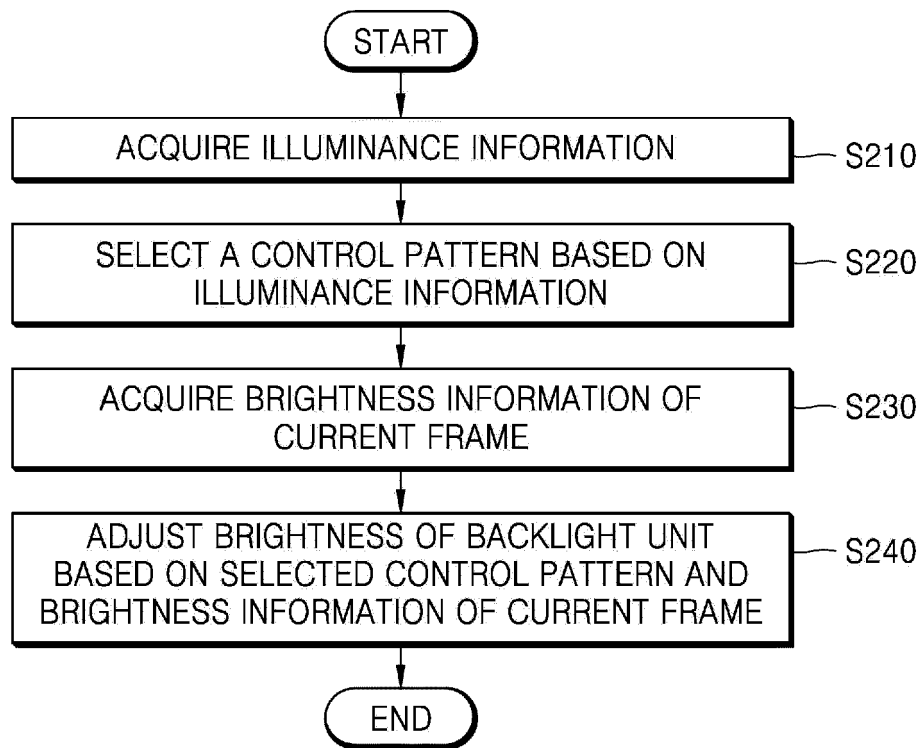 START
ACQUIRE ILLUMINANCE INFORMATION
S210
SELECT A CONTROL PATTERN BASED ON
ILLUMINANCE INFORMATION
S220
ACQUIRE BRIGHTNESS INFORMATION OF
CURRENT FRAME
S230
ADJUST BRIGHTNESS OF BACKLIGHT UNIT
BASED ON SELECTED CONTROL PATTERN AND
BRIGHTNESS INFORMATION OF CURRENT FRAME
S240
END